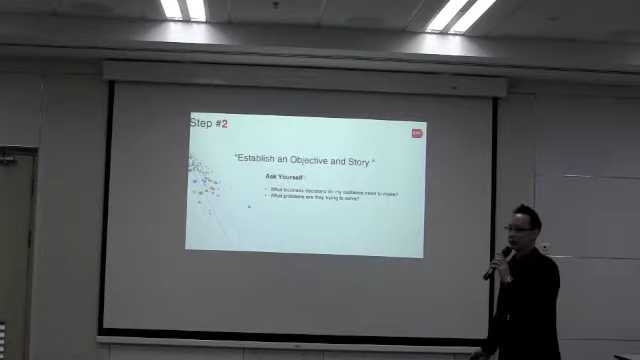 Step #2
"Establish an Objective and Story "
Ask Yourself :
• What business decisions do my audience need to make?
• What problems are they trying to solve?